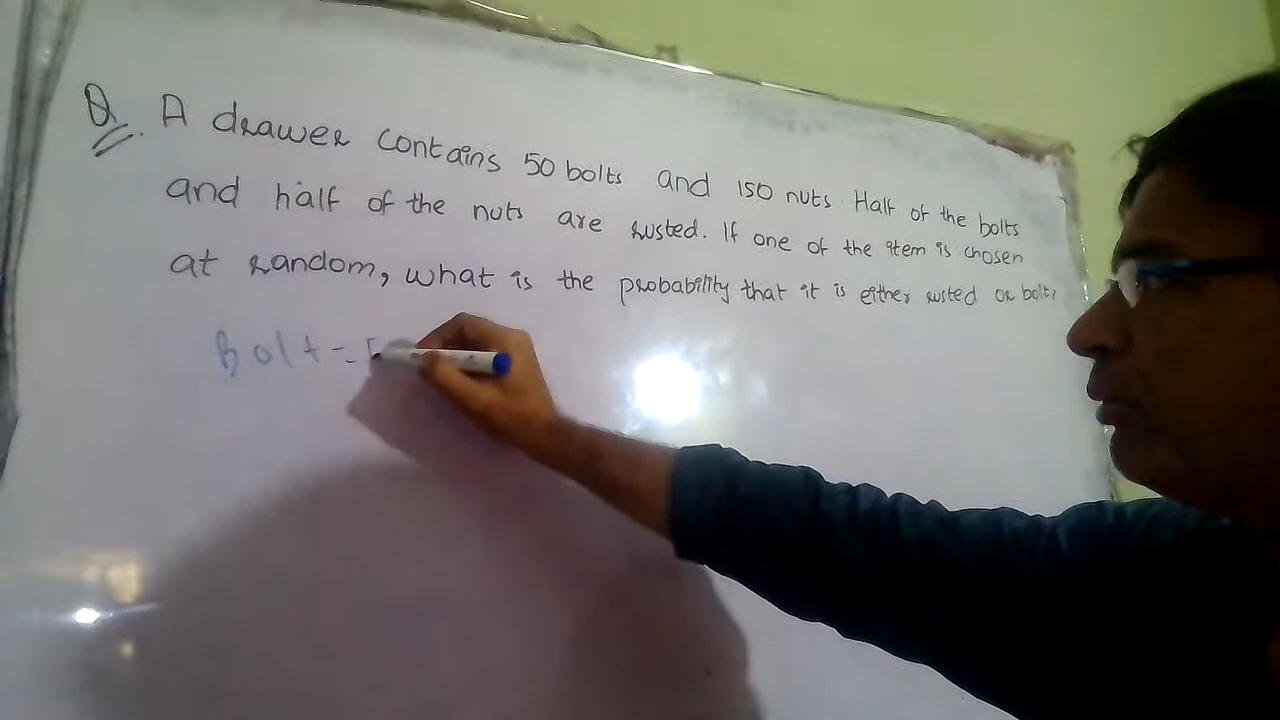 Q. A drawer contains 50 bolts and 150 nuts. Half of the bolts
and half of the nuts are rusted. If one of the item is chosen
at random, what is the probability that it is either rusted or bolt?
Bolt =